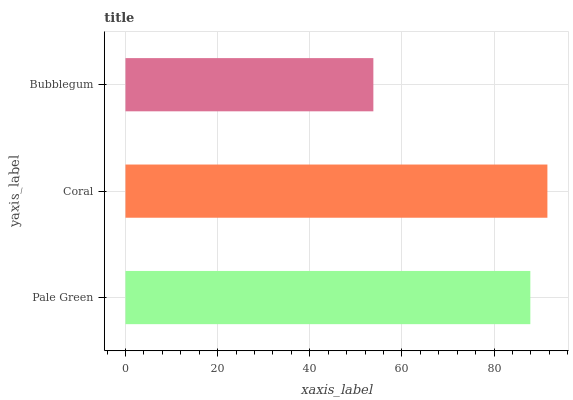 title
Bubblegum
Coral
Pale Green
yaxis_label
0 20 40 60 80
xaxis_label